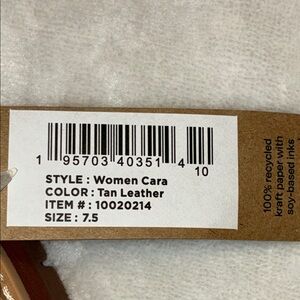 1 95703 40351 4
10
STYLE : Women Cara
COLOR : Tan Leather
ITEM # : 10020214
SIZE : 7.5
100% recycled
kraft paper with
soy-based inks